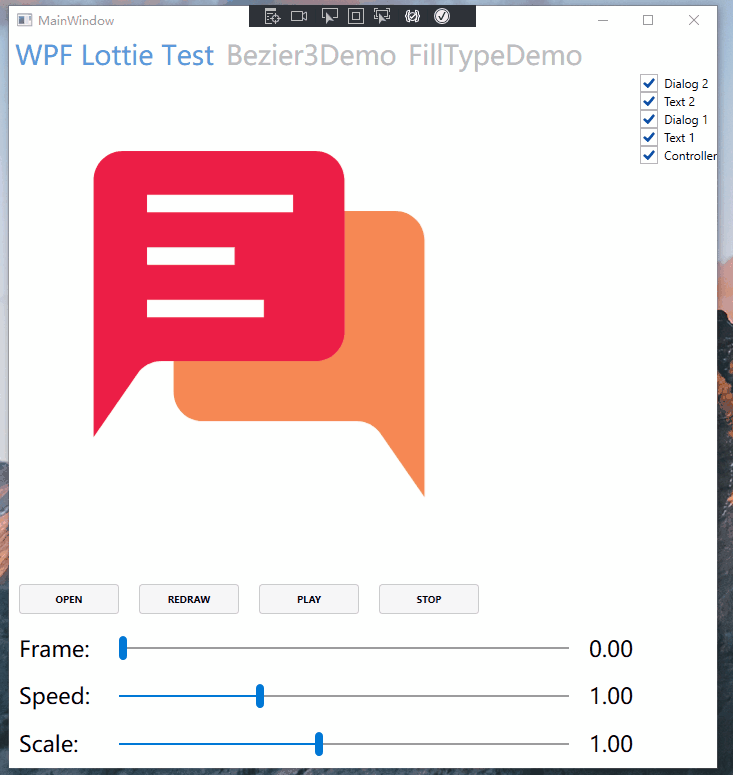 MainWindow
WPF Lottie Test Bezier3Demo FillTypeDemo
Dialog 2
Text 2
Dialog 1
Text 1
Controller
OPEN REDRAW PLAY STOP
Frame: 0.00
Speed: 1.00
Scale: 1.00